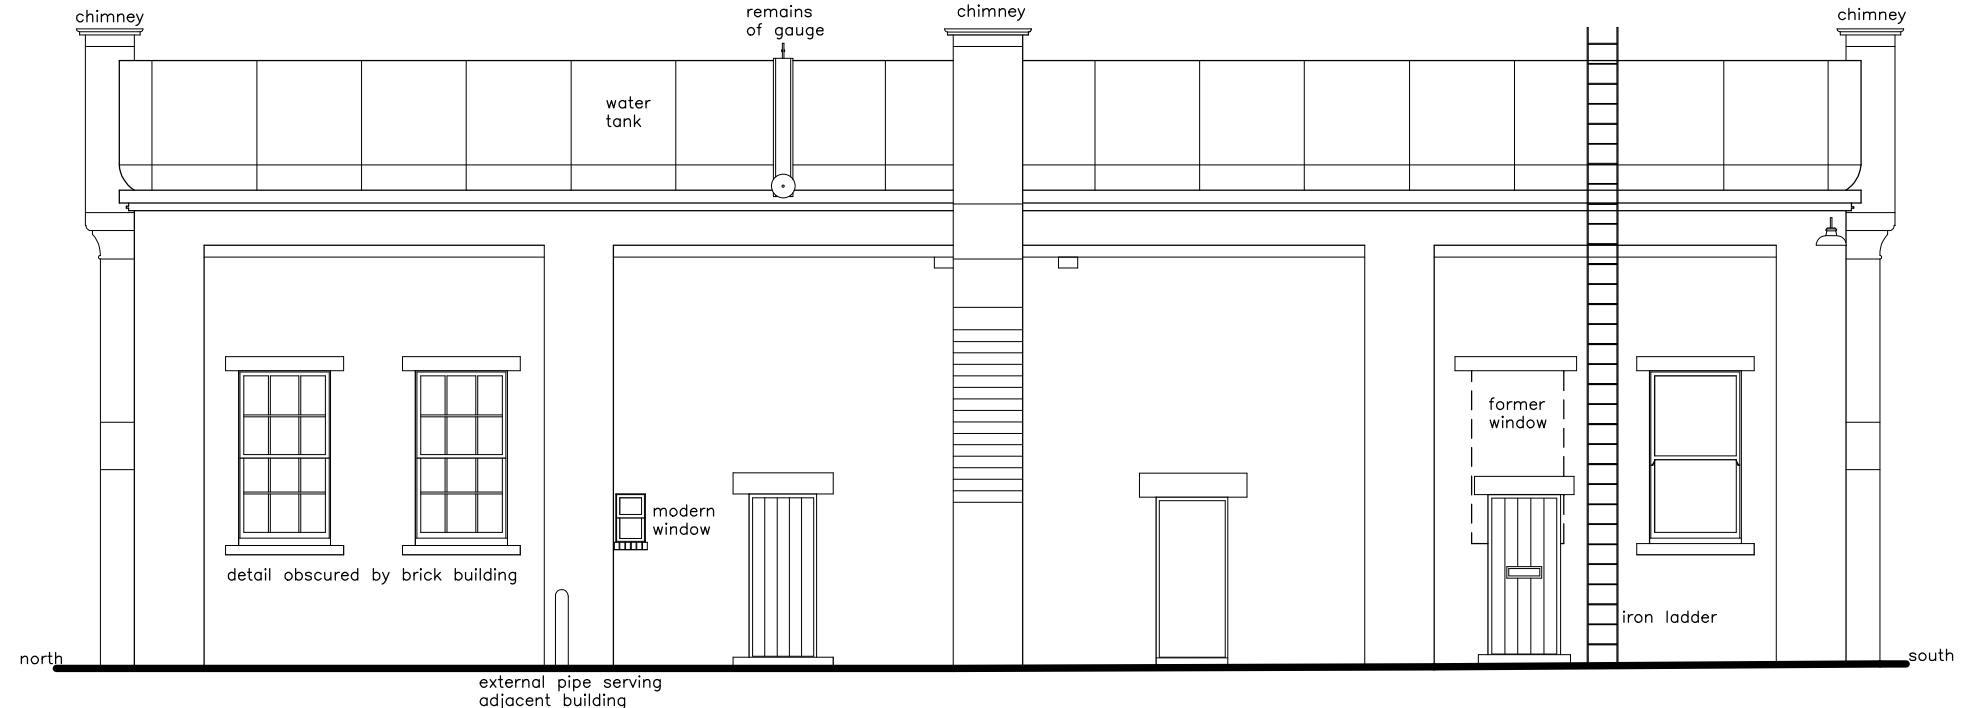 chimney
remains
of gauge
chimney
chimney
water
tank
former
window
modern
window
detail obscured by brick building
iron ladder
north
south
external pipe serving
adjacent building